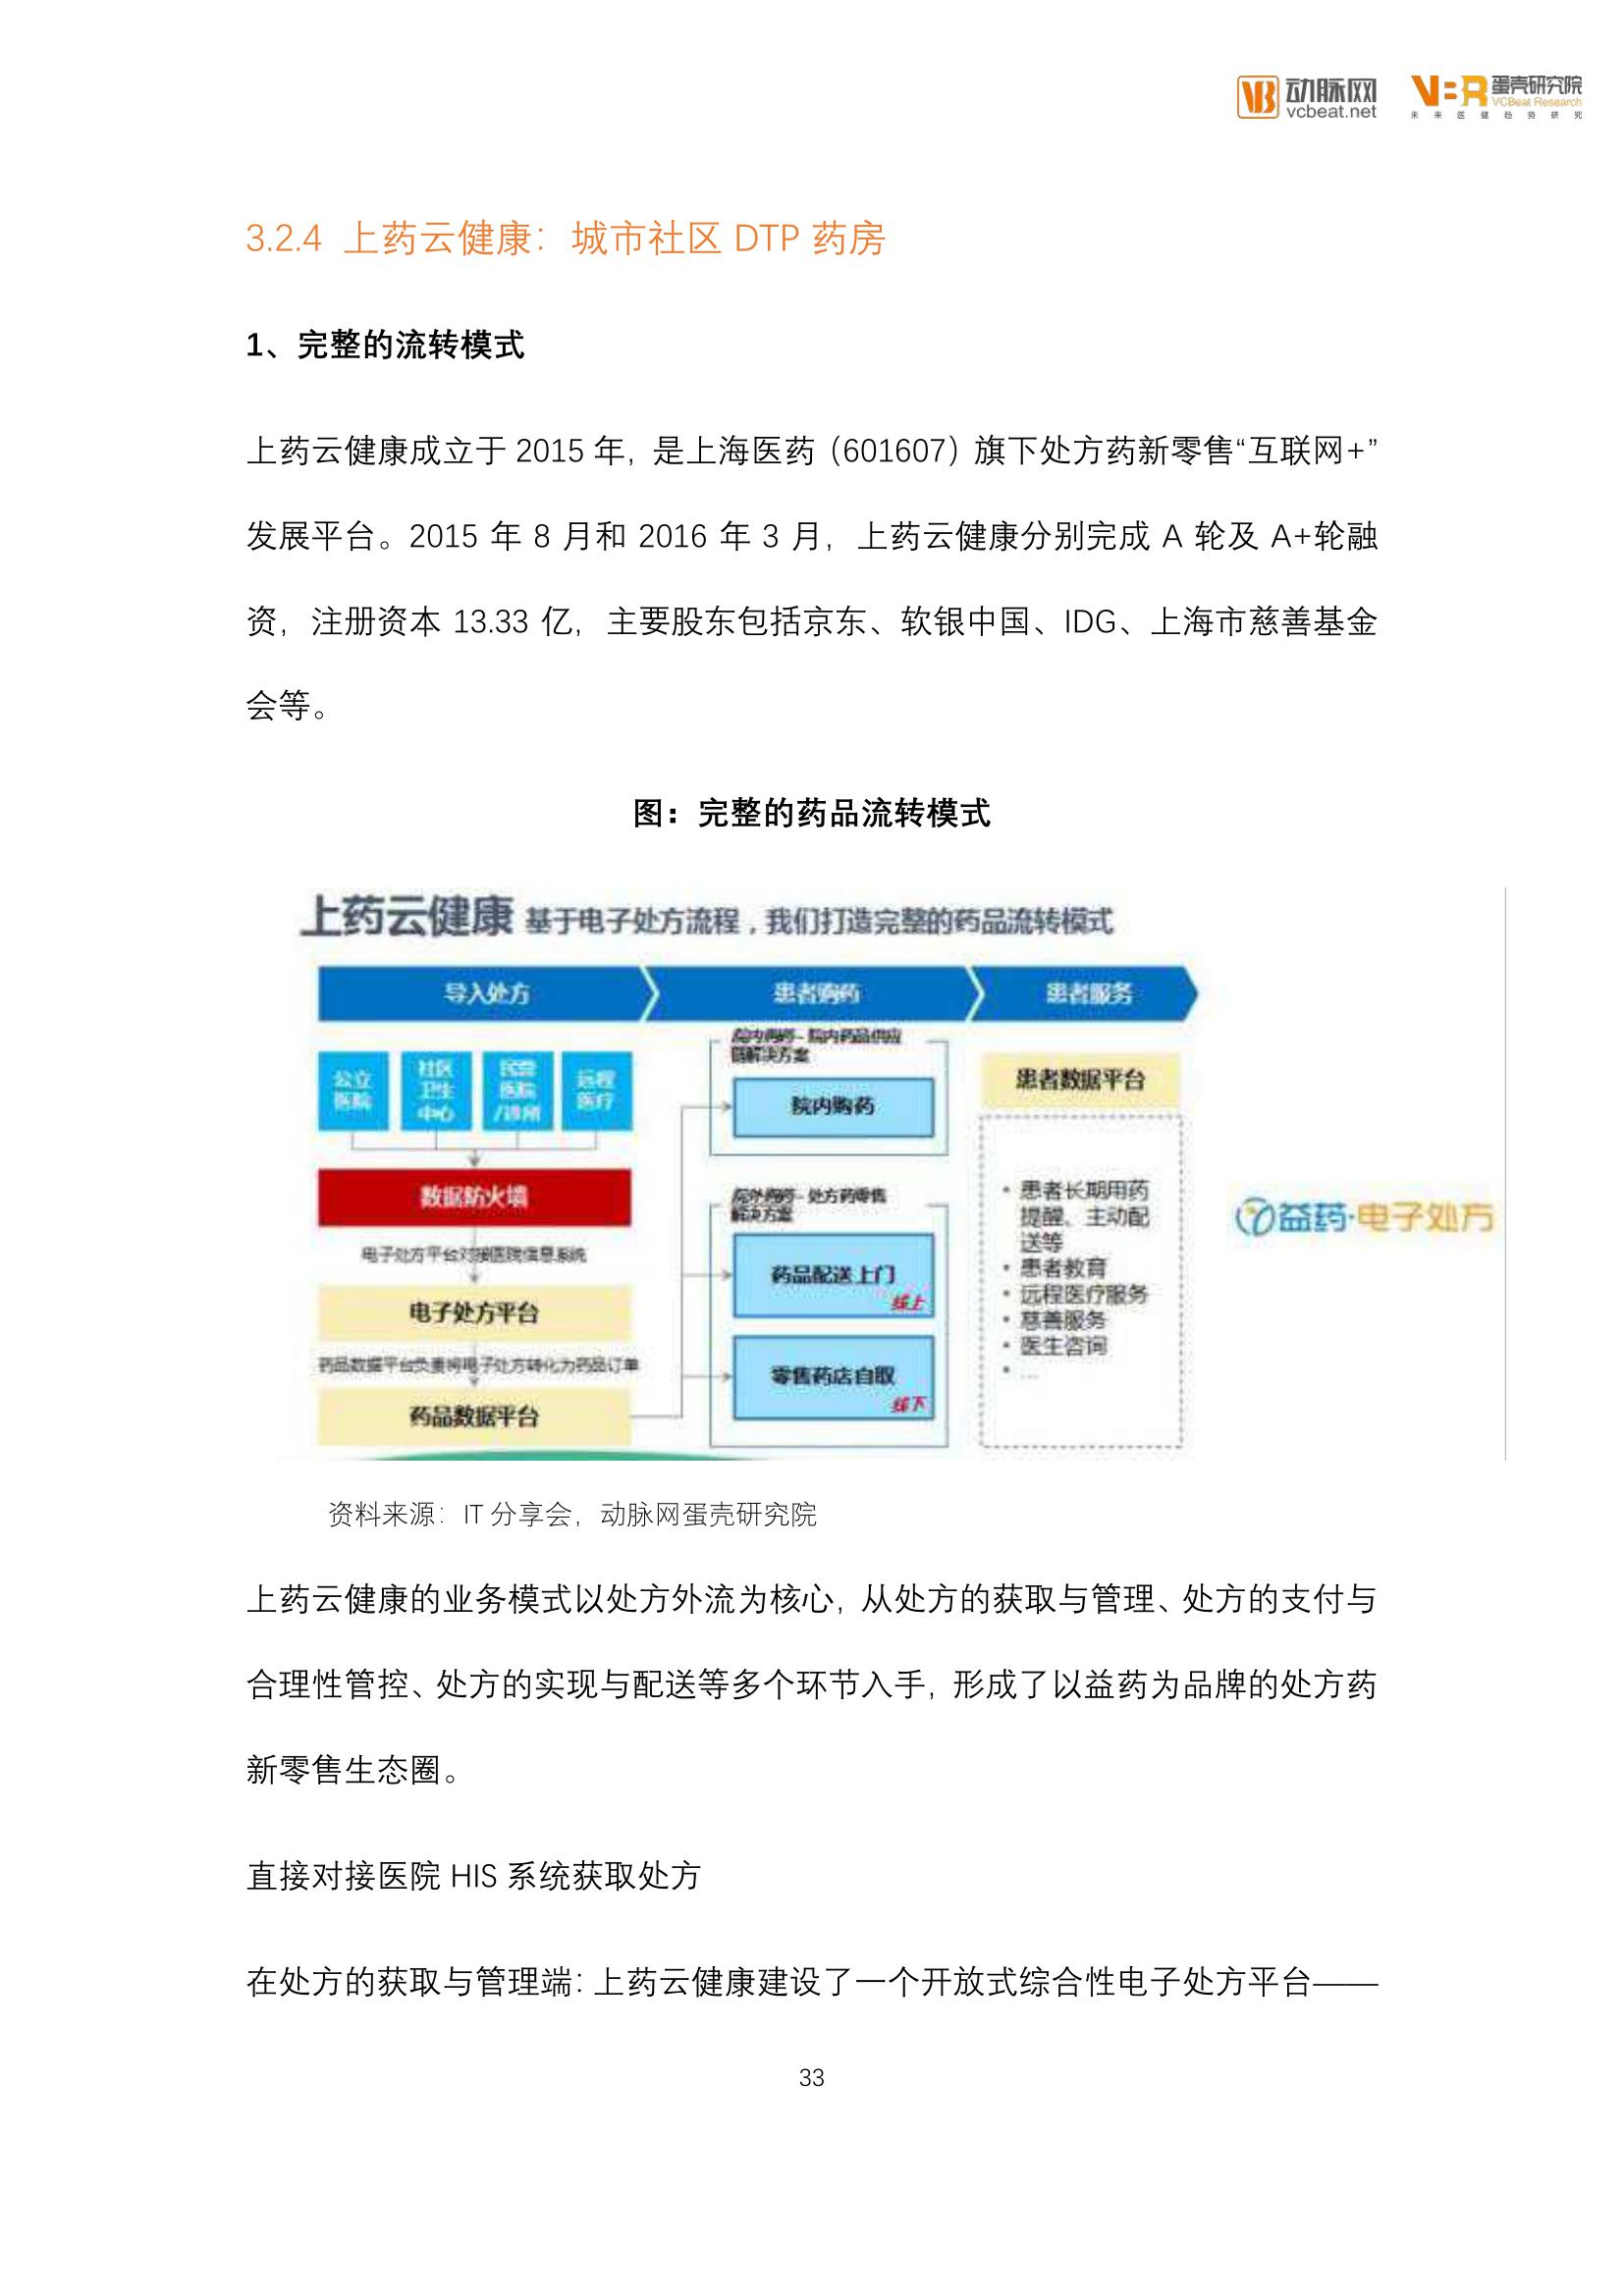 动脉网
vcbeat.net
VBR 蛋壳研究院
VCBeat Research
未来医健趋势研究
3.2.4 上药云健康：城市社区 DTP 药房
1、完整的流转模式
上药云健康成立于 2015 年，是上海医药（601607）旗下处方药新零售“互联网+”
发展平台。2015 年 8 月和 2016 年 3 月，上药云健康分别完成 A 轮及 A+轮融
资，注册资本 13.33 亿，主要股东包括京东、软银中国、IDG、上海市慈善基金
会等。
图：完整的药品流转模式
上药云健康 基于电子处方流程，我们打造完整的药品流转模式
导入处方
患者购药
患者服务
公立
医院
社区
卫生
中心
民营
医院
/诊所
远程
医疗
数据防火墙
电子处方平台对接医院信息系统
电子处方平台
药品数据平台负责将电子处方转化为药品订单
药品数据平台
院内购药- 院内药品供应
链解决方案
院内购药
院外购药- 处方药零售
解决方案
药品配送上门
线上
零售药店自取
线下
患者数据平台
• 患者长期用药
提醒、主动配
送等
• 患者教育
• 远程医疗服务
• 慈善服务
• 医生咨询
• ...
益药·电子处方
资料来源：IT 分享会，动脉网蛋壳研究院
上药云健康的业务模式以处方外流为核心，从处方的获取与管理、处方的支付与
合理性管控、处方的实现与配送等多个环节入手，形成了以益药为品牌的处方药
新零售生态圈。
直接对接医院 HIS 系统获取处方
在处方的获取与管理端：上药云健康建设了一个开放式综合性电子处方平台——
33